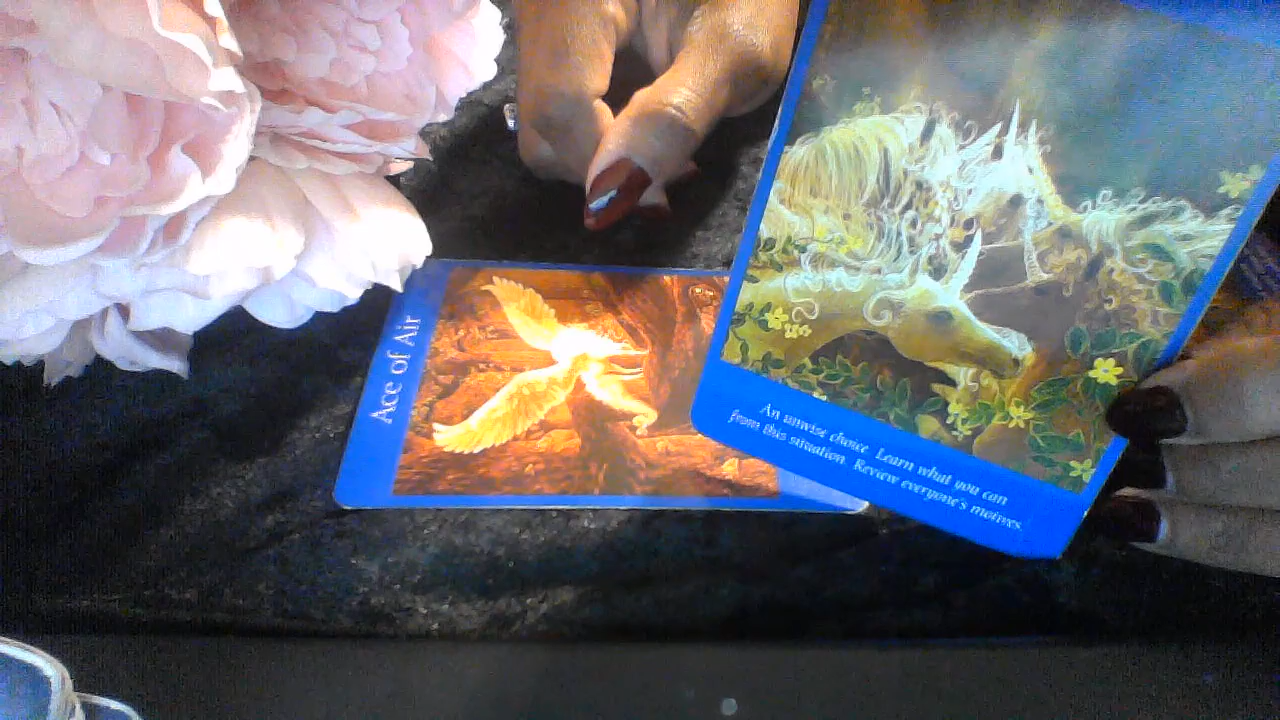 Ace of Air
An unwise choice. Learn what you can
from this situation. Review everyone's motives.